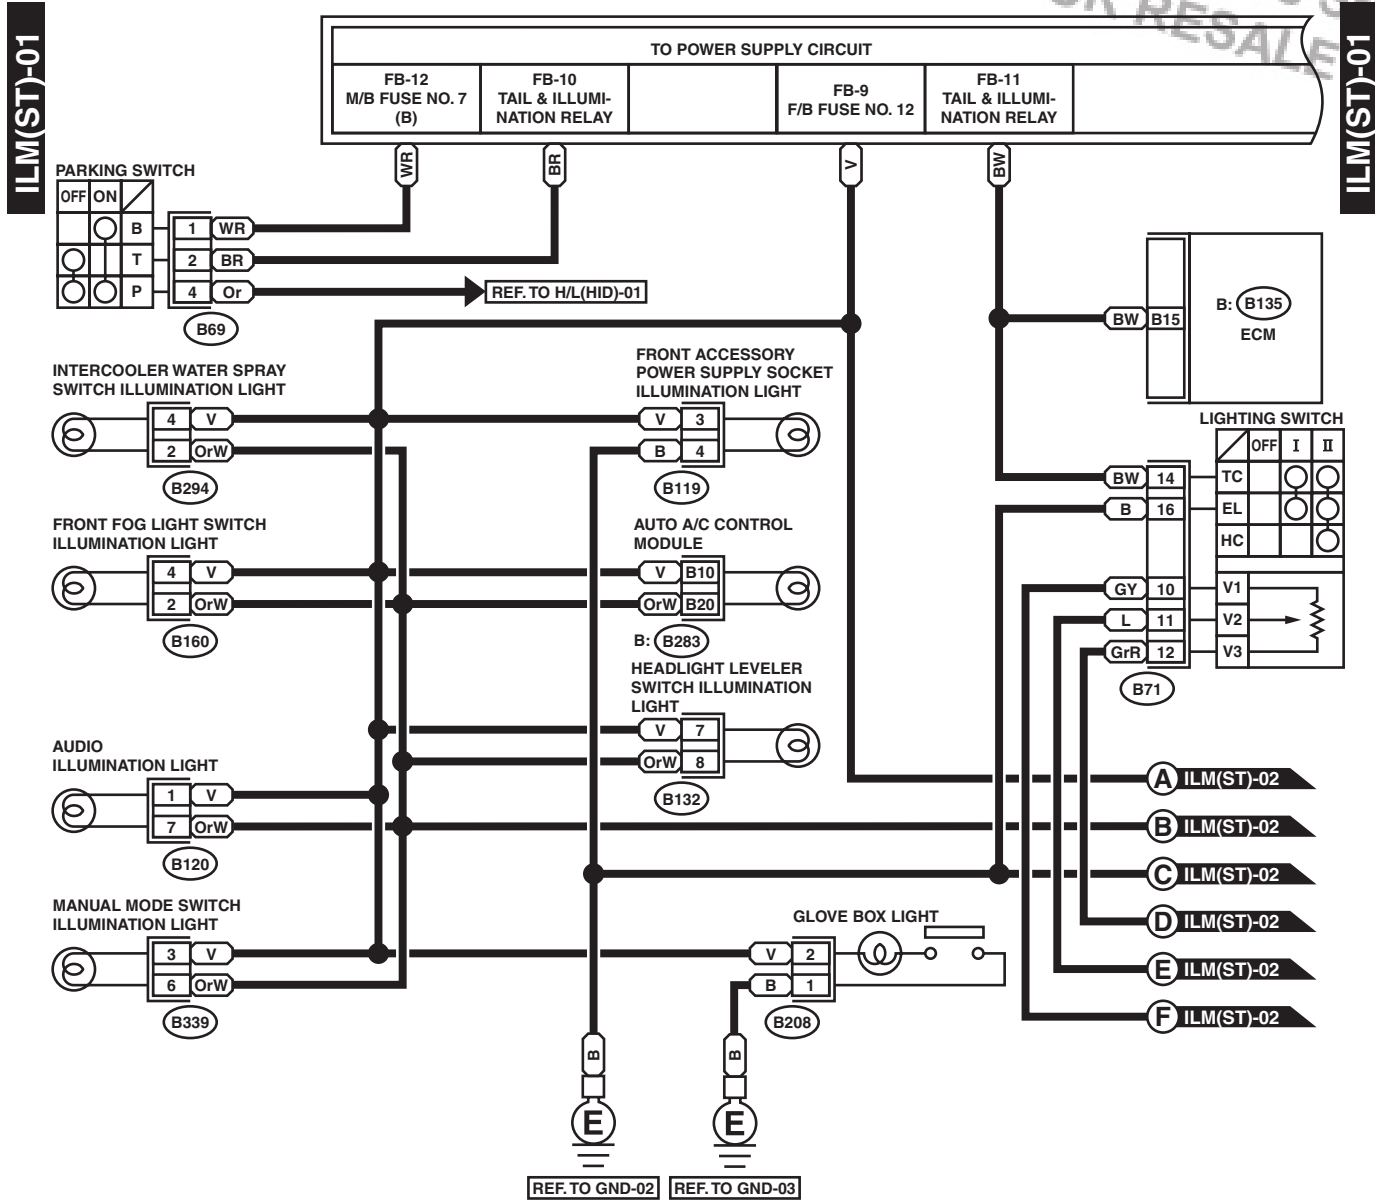 ILM(ST)-01
OR RESALE
ILM(ST)-01
TO POWER SUPPLY CIRCUIT
FB-12
M/B FUSE NO. 7
(B)
FB-10
TAIL & ILLUMI-
NATION RELAY
FB-9
F/B FUSE NO. 12
FB-11
TAIL & ILLUMI-
NATION RELAY
WR
BR
V
BW
PARKING SWITCH
OFF ON
B 1 WR
T 2 BR
P 4 Or
REF. TO H/L(HID)-01
B69
BW B15
B: B135
ECM
INTERCOOLER WATER SPRAY
SWITCH ILLUMINATION LIGHT
4 V
2 OrW
B294
FRONT ACCESSORY
POWER SUPPLY SOCKET
ILLUMINATION LIGHT
V 3
B 4
B119
LIGHTING SWITCH
OFF I II
BW 14 TC
B 16 EL
HC
GY 10 V1
L 11 V2
GrR 12 V3
B71
FRONT FOG LIGHT SWITCH
ILLUMINATION LIGHT
4 V
2 OrW
B160
AUTO A/C CONTROL
MODULE
V B10
OrW B20
B: B283
HEADLIGHT LEVELER
SWITCH ILLUMINATION
LIGHT
V 7
OrW 8
B132
AUDIO
ILLUMINATION LIGHT
1 V
7 OrW
B120
A ILM(ST)-02
B ILM(ST)-02
C ILM(ST)-02
D ILM(ST)-02
E ILM(ST)-02
F ILM(ST)-02
MANUAL MODE SWITCH
ILLUMINATION LIGHT
3 V
6 OrW
B339
GLOVE BOX LIGHT
V 2
B 1
B208
B
E
REF. TO GND-02
B
E
REF. TO GND-03